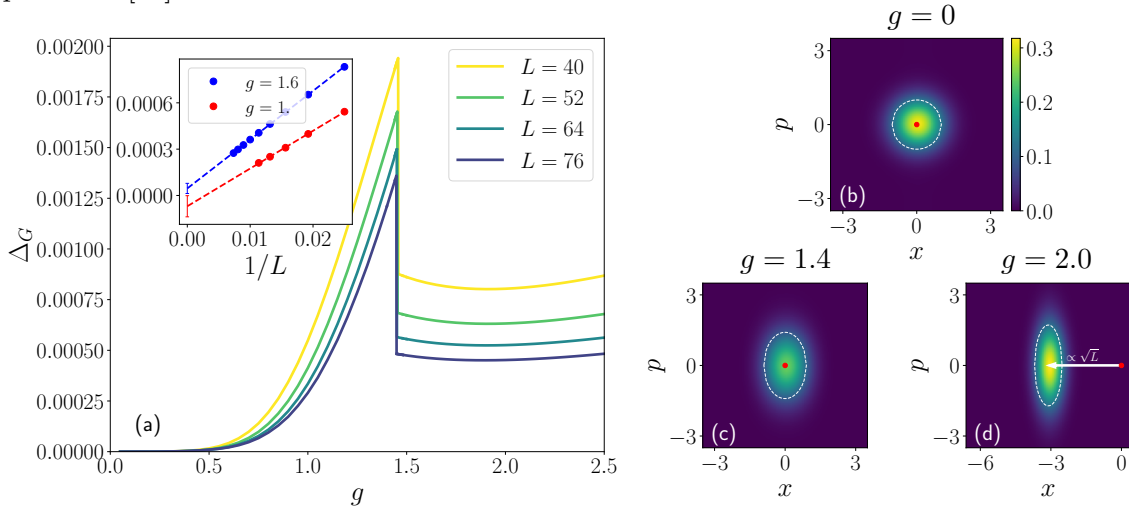 0.00200
0.00175
0.00150
0.00125
0.00100
0.00075
0.00050
0.00025
0.00000
Δ_G
0.0 0.5 1.0 1.5 2.0 2.5
g
(a)
L = 40
L = 52
L = 64
L = 76
g = 1.6
g = 1.
0.0006
0.0003
0.0000
0.00 0.01 0.02
1/L
g = 0
3
0
−3
p
(b)
−3 0 3
x
0.3
0.2
0.1
0.0
g = 1.4
3
0
−3
p
(c)
−3 0 3
x
g = 2.0
3
0
−3
p
∝ √L
(d)
−6 −3 0
x